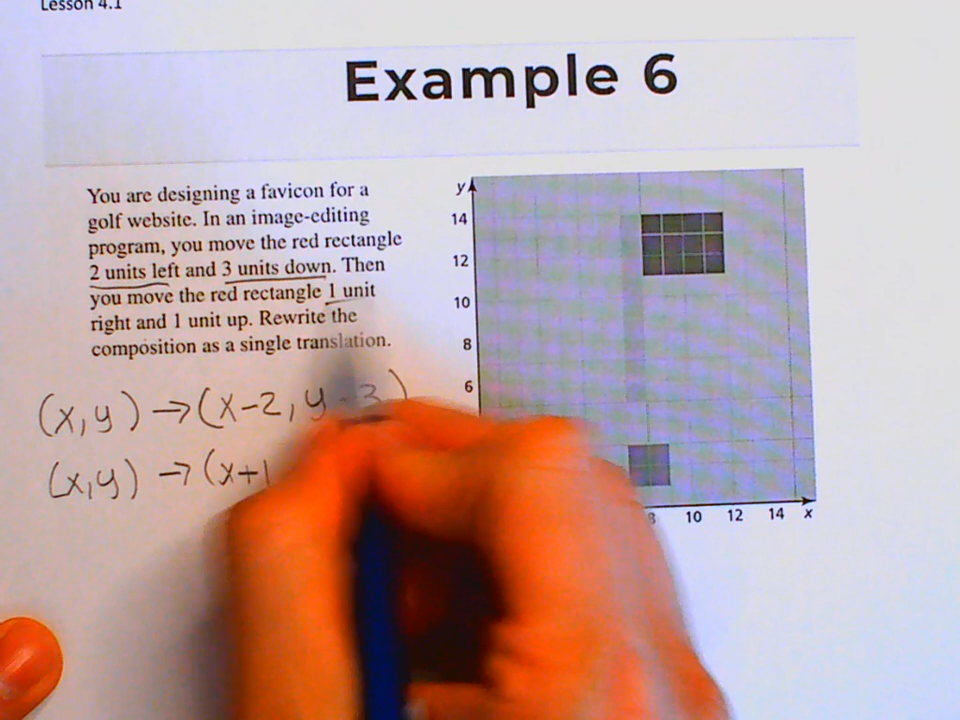 Lesson 4.1
Example 6
You are designing a favicon for a
golf website. In an image-editing
program, you move the red rectangle
2 units left and 3 units down. Then
you move the red rectangle 1 unit
right and 1 unit up. Rewrite the
composition as a single translation.
(x,y) →(x-2, y-3)
(x,y) →(x+1
y
14
12
10
8
6
8 10 12 14 x